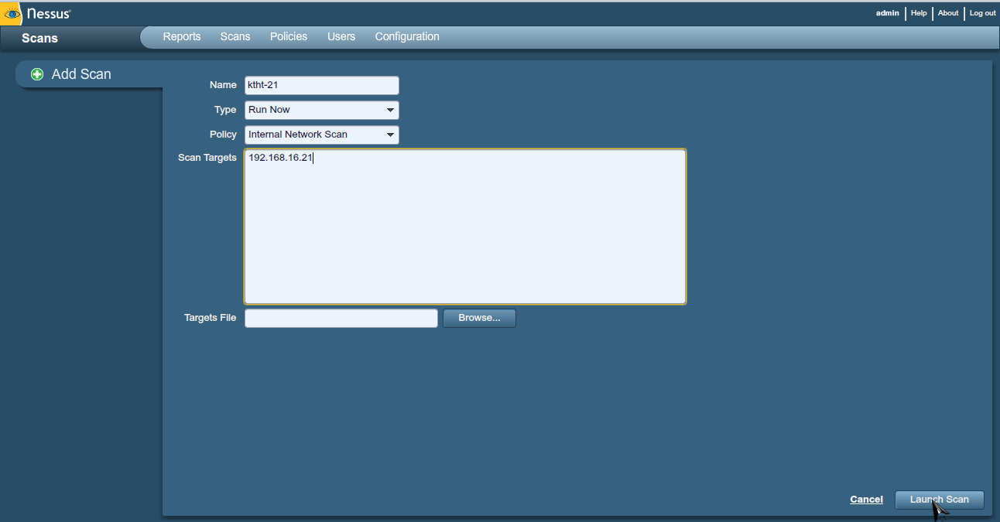 nessus
admin Help About Log out
Scans Reports Scans Policies Users Configuration
Add Scan
Name ktht-21
Type Run Now
Policy Internal Network Scan
Scan Targets 192.168.16.21
Targets File Browse...
Cancel Launch Scan